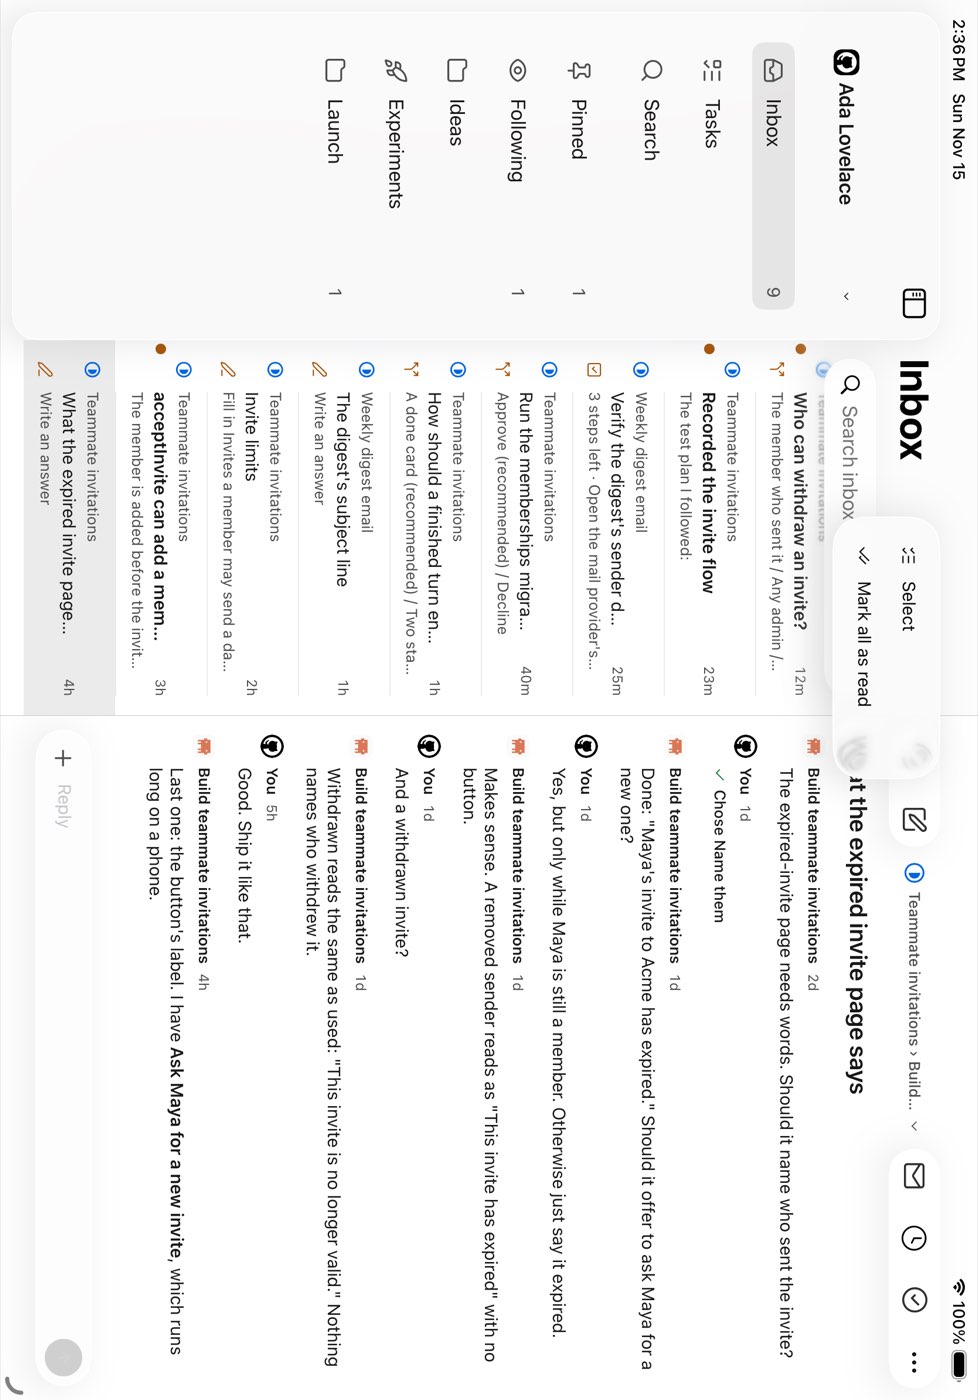 2:36 PM Sun Nov 15
100%
Ada Lovelace
Inbox 9
Tasks
Search
Pinned 1
Following 1
Ideas
Experiments
Launch 1
Inbox
Search inbox
Select
Mark all as read
Teammate invitations
Who can withdraw an invite? 12m
The member who sent it / Any admin /...
Teammate invitations
Recorded the invite flow 23m
The test plan I followed:
Weekly digest email
Verify the digest's sender d... 25m
3 steps left · Open the mail provider's...
Teammate invitations
Run the memberships migra... 40m
Approve (recommended) / Decline
Teammate invitations
How should a finished turn en... 1h
A done card (recommended) / Two sta...
Weekly digest email
The digest's subject line 1h
Write an answer
Teammate invitations
Invite limits 2h
Fill in Invites a member may send a da...
Teammate invitations
acceptInvite can add a mem... 3h
The member is added before the invit...
Teammate invitations
What the expired invite page... 4h
Write an answer
Teammate invitations › Build...
at the expired invite page says
Build teammate invitations 2d
The expired-invite page needs words. Should it name who sent the invite?
You 1d
Chose Name them
Build teammate invitations 1d
Done: "Maya's invite to Acme has expired." Should it offer to ask Maya for a
new one?
You 1d
Yes, but only while Maya is still a member. Otherwise just say it expired.
Build teammate invitations 1d
Makes sense. A removed sender reads as "This invite has expired" with no
button.
You 1d
And a withdrawn invite?
Build teammate invitations 1d
Withdrawn reads the same as used: "This invite is no longer valid." Nothing
names who withdrew it.
You 5h
Good. Ship it like that.
Build teammate invitations 4h
Last one: the button's label. I have Ask Maya for a new invite, which runs
long on a phone.
Reply